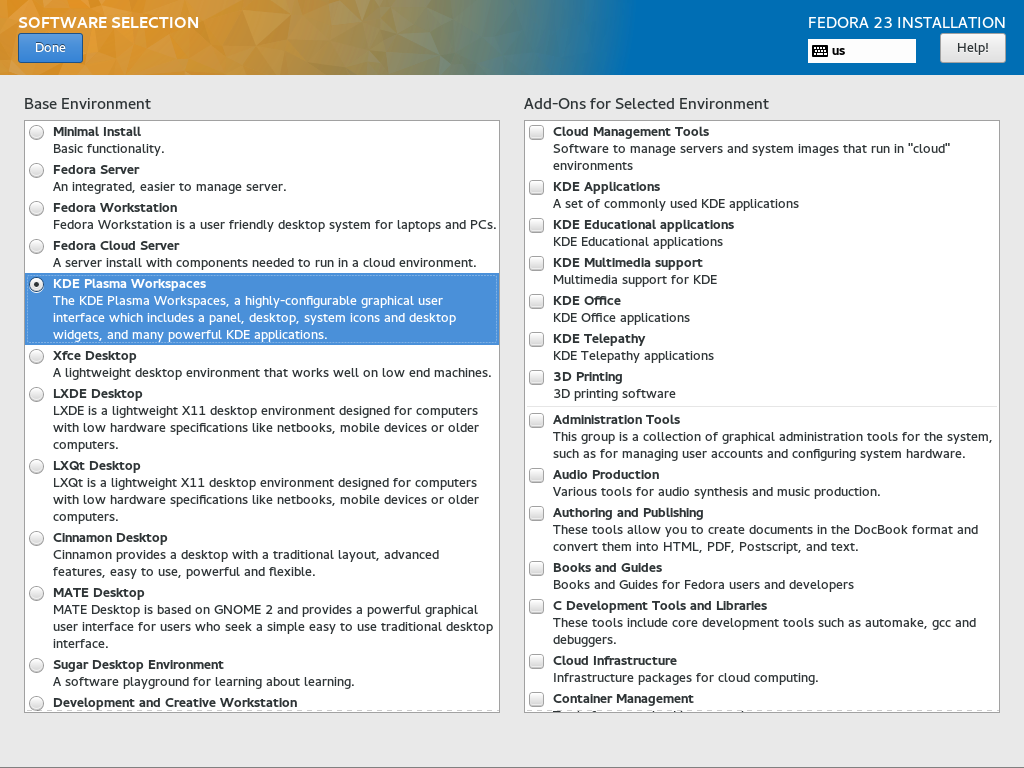 SOFTWARE SELECTION
FEDORA 23 INSTALLATION
Done
us
Help!
Base Environment
Minimal Install
Basic functionality.
Fedora Server
An integrated, easier to manage server.
Fedora Workstation
Fedora Workstation is a user friendly desktop system for laptops and PCs.
Fedora Cloud Server
A server install with components needed to run in a cloud environment.
KDE Plasma Workspaces
The KDE Plasma Workspaces, a highly-configurable graphical user
interface which includes a panel, desktop, system icons and desktop
widgets, and many powerful KDE applications.
Xfce Desktop
A lightweight desktop environment that works well on low end machines.
LXDE Desktop
LXDE is a lightweight X11 desktop environment designed for computers
with low hardware specifications like netbooks, mobile devices or older
computers.
LXQt Desktop
LXQt is a lightweight X11 desktop environment designed for computers
with low hardware specifications like netbooks, mobile devices or older
computers.
Cinnamon Desktop
Cinnamon provides a desktop with a traditional layout, advanced
features, easy to use, powerful and flexible.
MATE Desktop
MATE Desktop is based on GNOME 2 and provides a powerful graphical
user interface for users who seek a simple easy to use traditional desktop
interface.
Sugar Desktop Environment
A software playground for learning about learning.
Development and Creative Workstation
Add-Ons for Selected Environment
Cloud Management Tools
Software to manage servers and system images that run in "cloud"
environments
KDE Applications
A set of commonly used KDE applications
KDE Educational applications
KDE Educational applications
KDE Multimedia support
Multimedia support for KDE
KDE Office
KDE Office applications
KDE Telepathy
KDE Telepathy applications
3D Printing
3D printing software
Administration Tools
This group is a collection of graphical administration tools for the system,
such as for managing user accounts and configuring system hardware.
Audio Production
Various tools for audio synthesis and music production.
Authoring and Publishing
These tools allow you to create documents in the DocBook format and
convert them into HTML, PDF, Postscript, and text.
Books and Guides
Books and Guides for Fedora users and developers
C Development Tools and Libraries
These tools include core development tools such as automake, gcc and
debuggers.
Cloud Infrastructure
Infrastructure packages for cloud computing.
Container Management